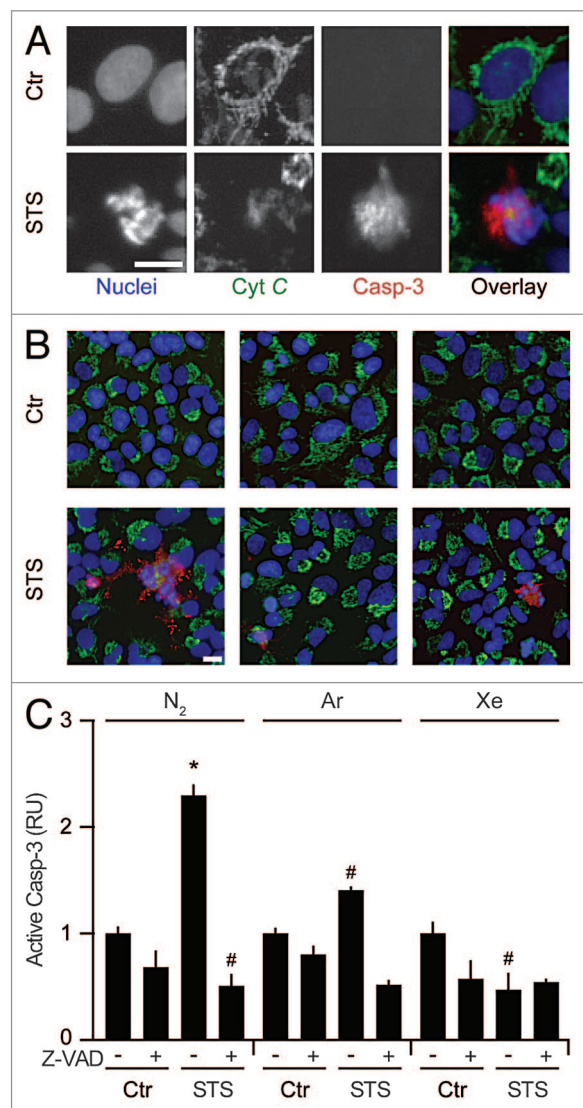 A
Ctr
STS
Nuclei
Cyt C
Casp-3
Overlay
B
Ctr
STS
C
N₂
Ar
Xe
Active Casp-3 (RU)
3
2
1
0
*
#
#
#
Z-VAD - + - + - + - + - + - +
Ctr STS Ctr STS Ctr STS